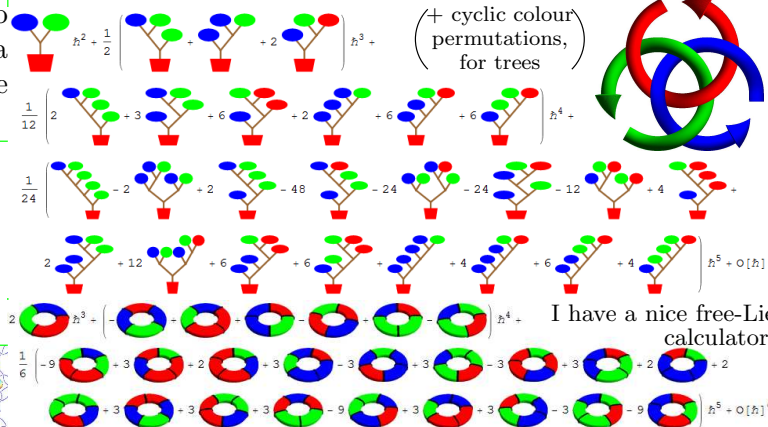 ℏ² + 1/2 ( + + 2 ) ℏ³ +
( + cyclic colour
permutations,
for trees )
1/12 ( 2 + 3 + 6 + 2 + 6 + 6 ) ℏ⁴ +
1/24 ( - 2 + 2 - 48 - 24 - 24 - 12 + 4 +
2 + 12 + 6 + 6 + + 4 + 6 + 4 ) ℏ⁵ + O[ℏ]
2 ℏ³ + ( - + + - + - ) ℏ⁴ +
I have a nice free-Lie
calculator
1/6 ( -9 + 3 + 2 + 3 - 3 + 3 - 3 + 3 + 2 + 2
+ 3 + 3 + 3 - 9 + 3 + 3 - 3 - 9 ) ℏ⁵ + O[ℏ]